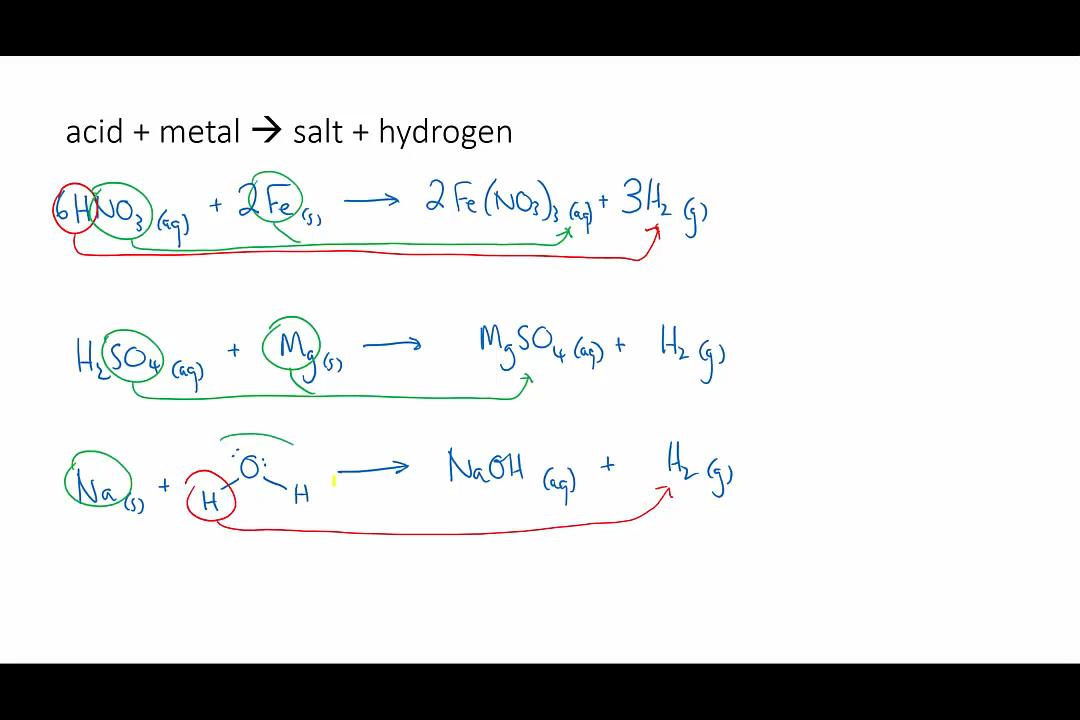 acid + metal → salt + hydrogen
6HNO₃ (aq) + 2Fe (s) → 2Fe(NO₃)₃ (aq) + 3H₂ (g)
H₂SO₄ (aq) + Mg (s) → MgSO₄ (aq) + H₂ (g)
Na (s) + H O H → NaOH (aq) + H₂ (g)